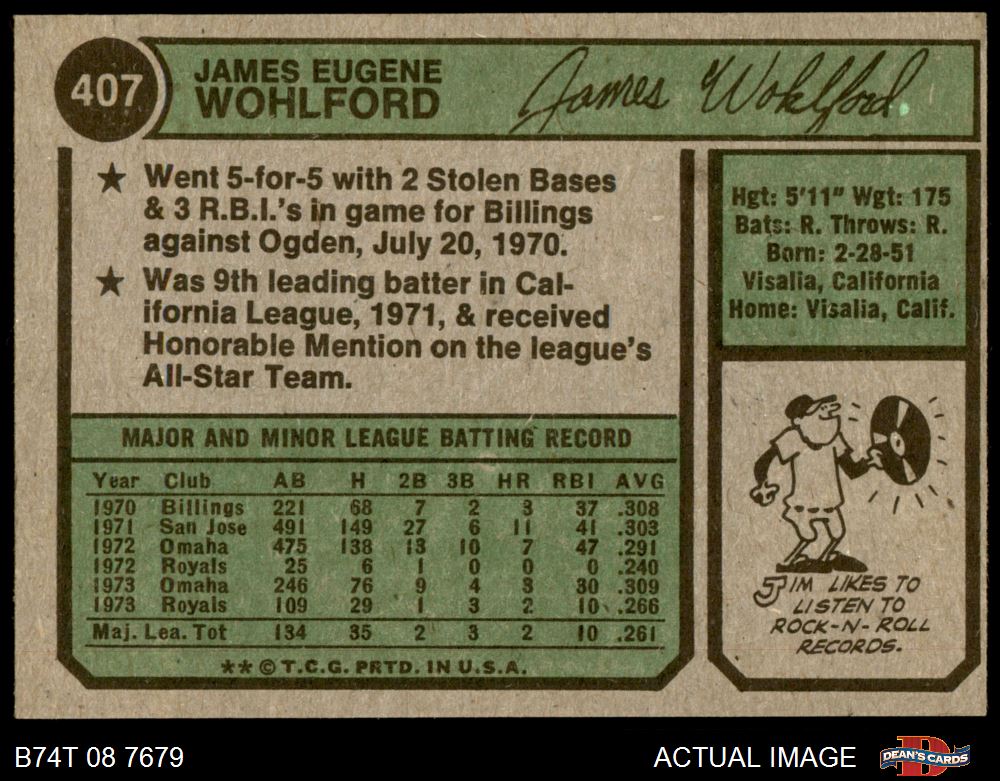 407
JAMES EUGENE
WOHLFORD
James Wohlford
★ Went 5-for-5 with 2 Stolen Bases
& 3 R.B.I.'s in game for Billings
against Ogden, July 20, 1970.
★ Was 9th leading batter in Cal-
ifornia League, 1971, & received
Honorable Mention on the league's
All-Star Team.
Hgt: 5'11" Wgt: 175
Bats: R. Throws: R.
Born: 2-28-51
Visalia, California
Home: Visalia, Calif.
MAJOR AND MINOR LEAGUE BATTING RECORD
Year Club AB H 2B 3B HR RBI AVG
1970 Billings 221 68 7 2 3 37 .308
1971 San Jose 491 149 27 6 11 41 .303
1972 Omaha 475 138 13 10 7 47 .291
1972 Royals 25 6 1 0 0 0 .240
1973 Omaha 246 76 9 4 3 30 .309
1973 Royals 109 29 1 3 2 10 .266
Maj. Lea. Tot 134 35 2 3 2 10 .261
** © T.C.G. PRTD. IN U.S.A.
JIM LIKES TO
LISTEN TO
ROCK-N-ROLL
RECORDS.
B74T 08 7679
ACTUAL IMAGE
DEAN'S CARDS